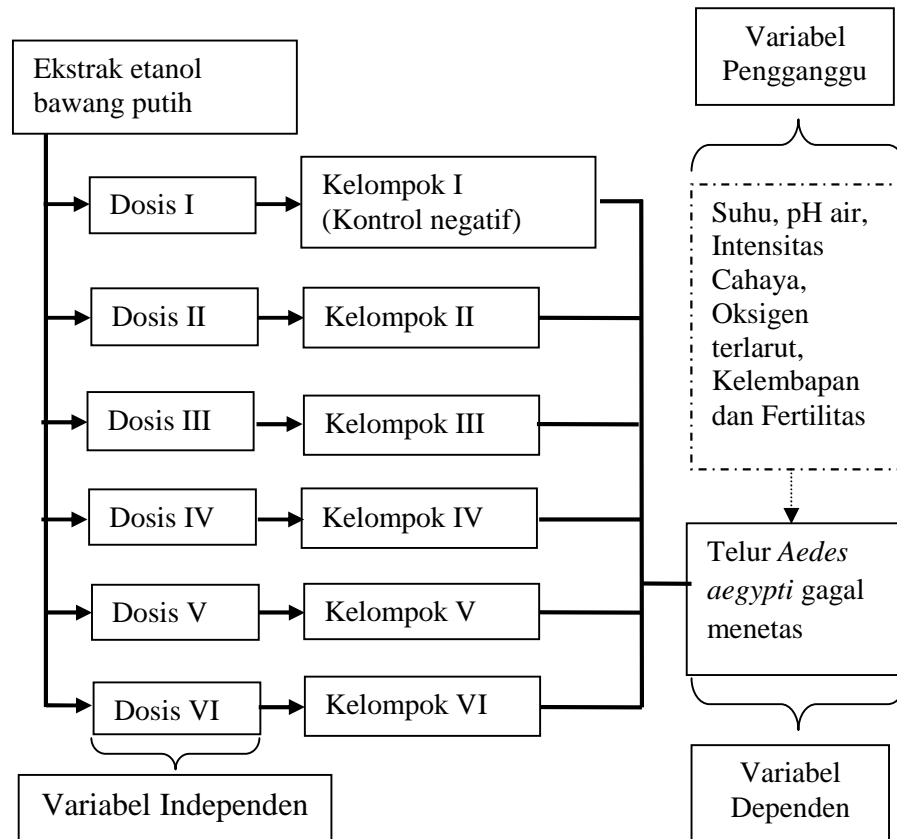 Ekstrak etanol
bawang putih
Variabel
Pengganggu
Dosis I
Kelompok I
(Kontrol negatif)
Suhu, pH air,
Intensitas
Cahaya,
Oksigen
terlarut,
Kelembapan
dan Fertilitas
Dosis II
Kelompok II
Dosis III
Kelompok III
Dosis IV
Kelompok IV
Telur Aedes
aegypti gagal
menetas
Dosis V
Kelompok V
Dosis VI
Kelompok VI
Variabel Independen
Variabel
Dependen